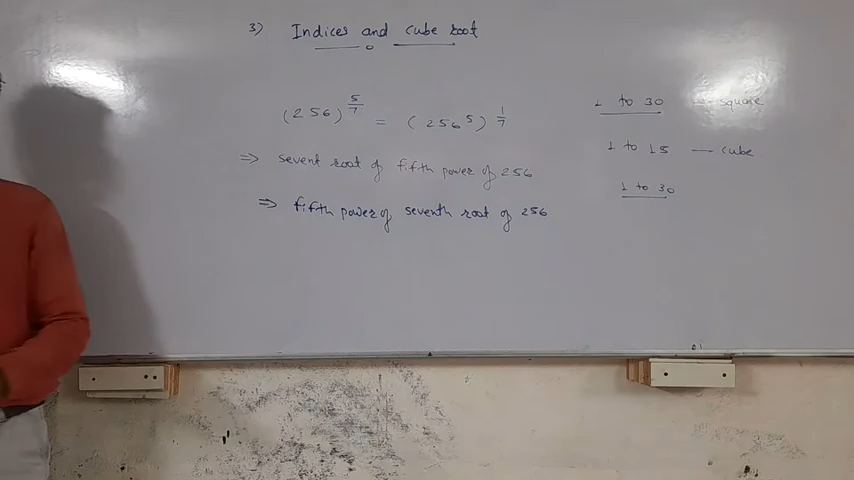 3) Indices and cube root
(256)^5/7 = (256^5)^1/7
⇒ sevent root of fifth power of 256
⇒ fifth power of seventh root of 256
1 to 30 — square
1 to 15 — cube
1 to 30